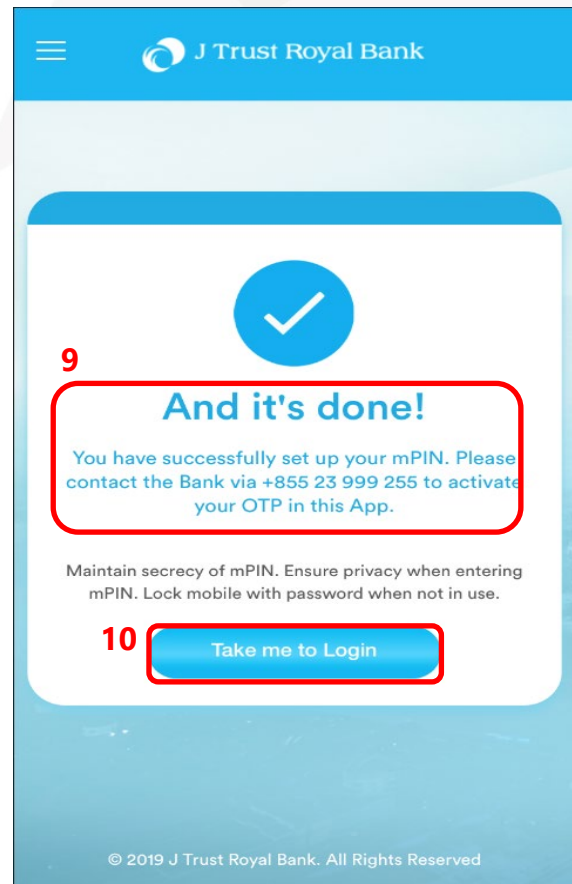 J Trust Royal Bank
9
And it's done!
You have successfully set up your mPIN. Please
contact the Bank via +855 23 999 255 to activate
your OTP in this App.
Maintain secrecy of mPIN. Ensure privacy when entering
mPIN. Lock mobile with password when not in use.
10
Take me to Login
© 2019 J Trust Royal Bank. All Rights Reserved